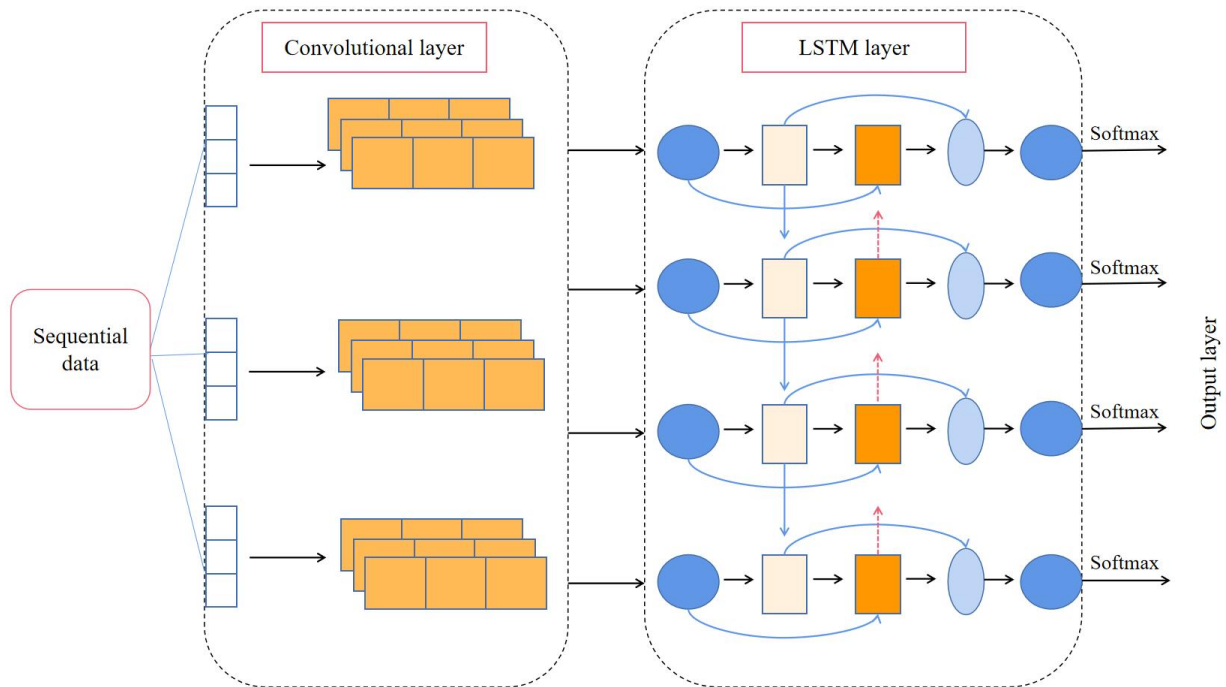 Convolutional layer
LSTM layer
Sequential
data
Softmax
Softmax
Softmax
Softmax
Output layer